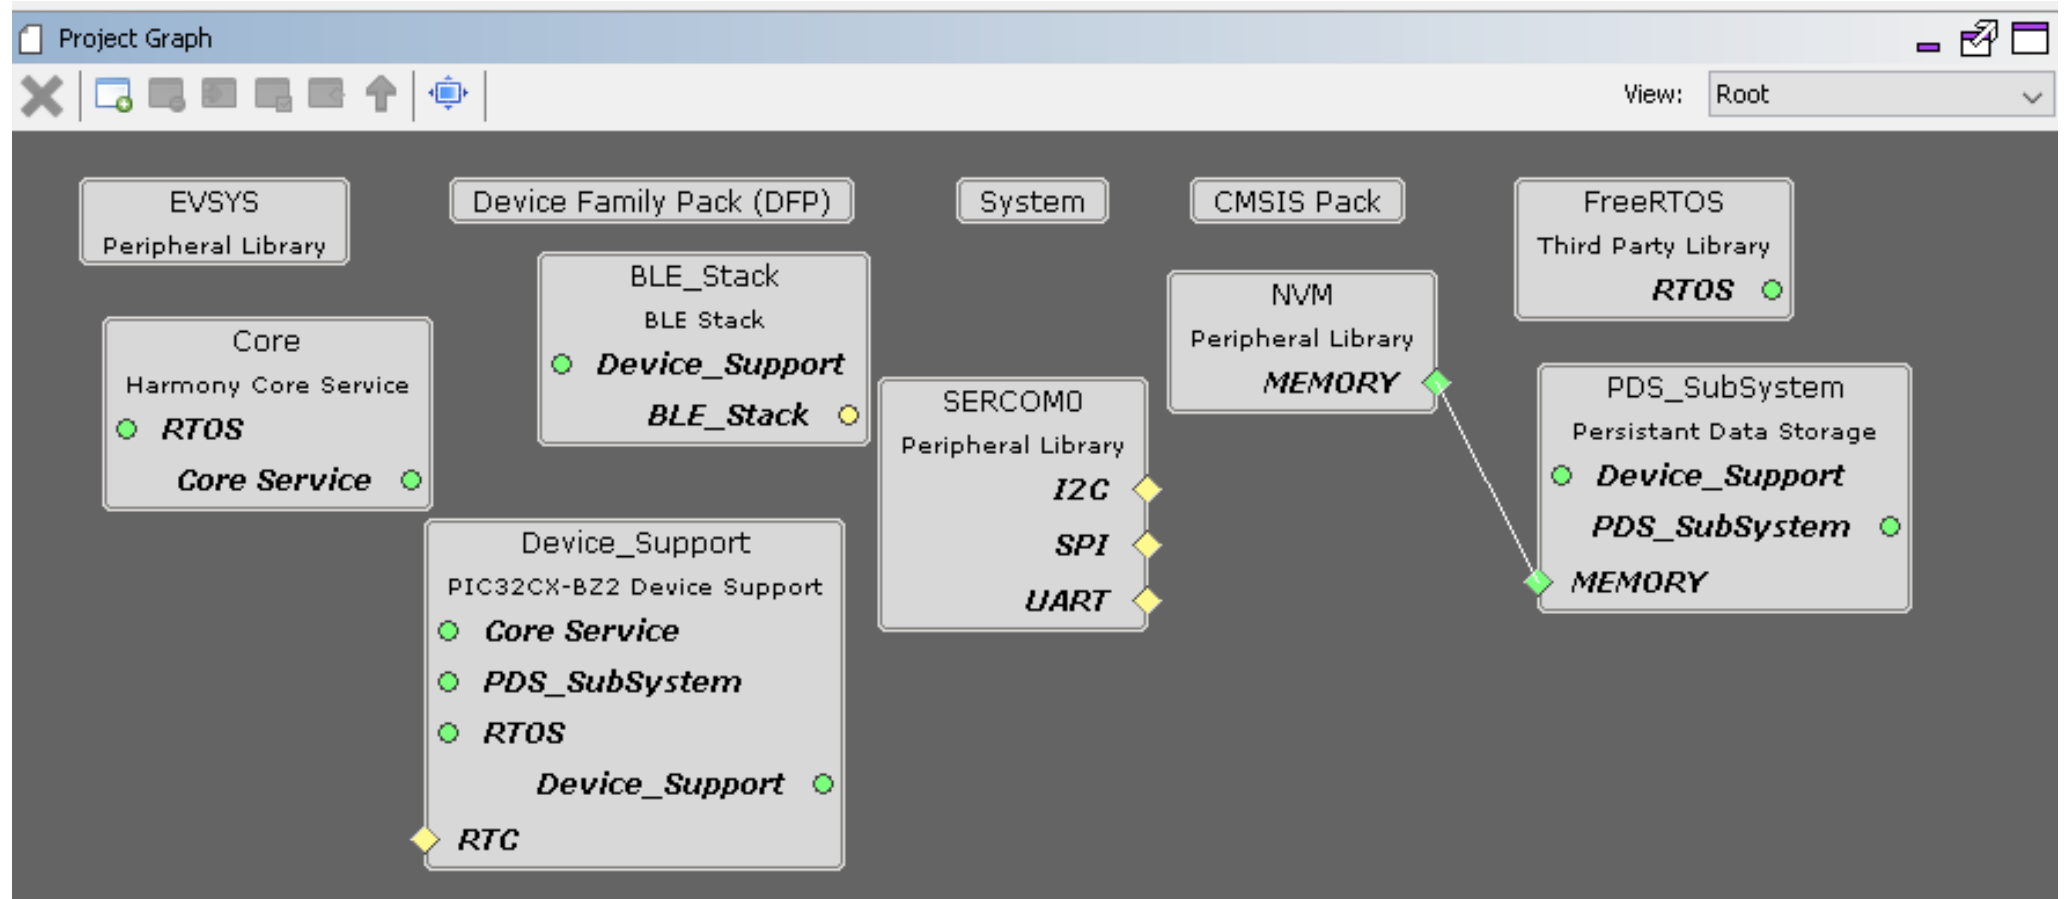 Project Graph
View: Root
EVSYS
Peripheral Library
Device Family Pack (DFP)
System
CMSIS Pack
FreeRTOS
Third Party Library
RTOS
BLE_Stack
BLE Stack
Device_Support
BLE_Stack
NVM
Peripheral Library
MEMORY
Core
Harmony Core Service
RTOS
Core Service
SERCOM0
Peripheral Library
I2C
SPI
UART
PDS_SubSystem
Persistant Data Storage
Device_Support
PDS_SubSystem
MEMORY
Device_Support
PIC32CX-BZ2 Device Support
Core Service
PDS_SubSystem
RTOS
Device_Support
RTC